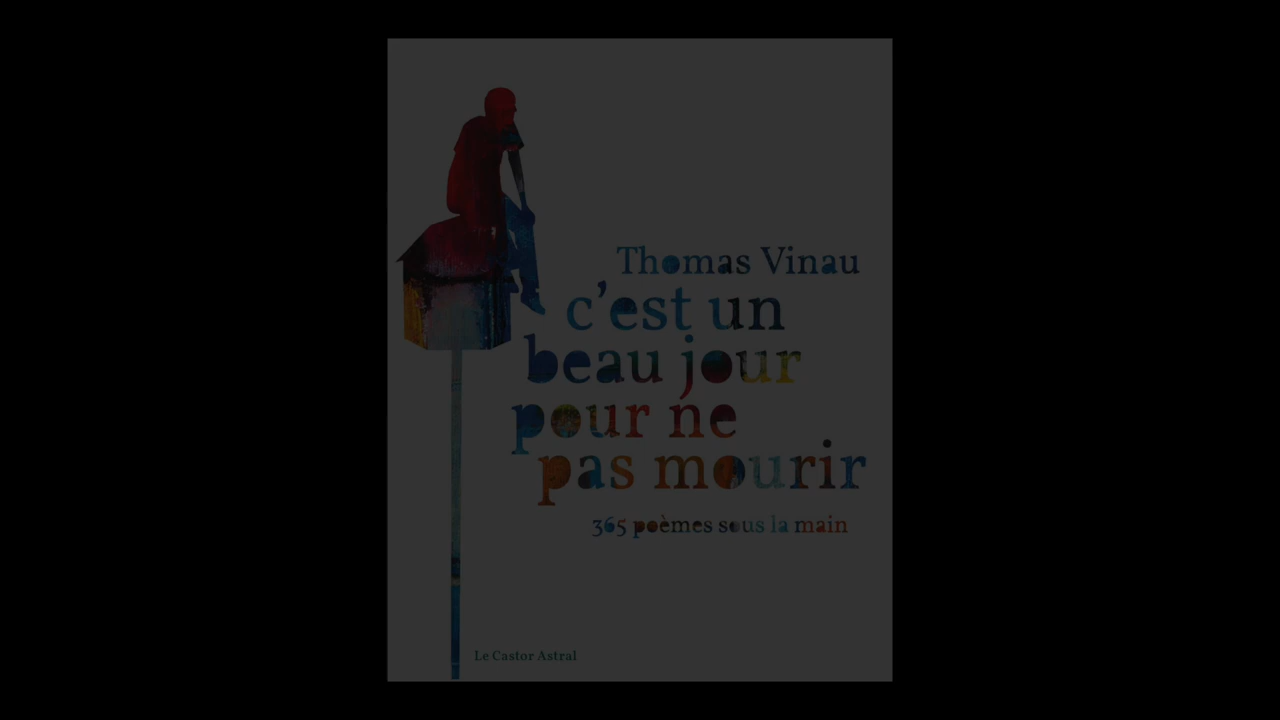 Thomas Vinau
c'est un
beau jour
pour ne
pas mourir
365 poèmes sous la main
Le Castor Astral